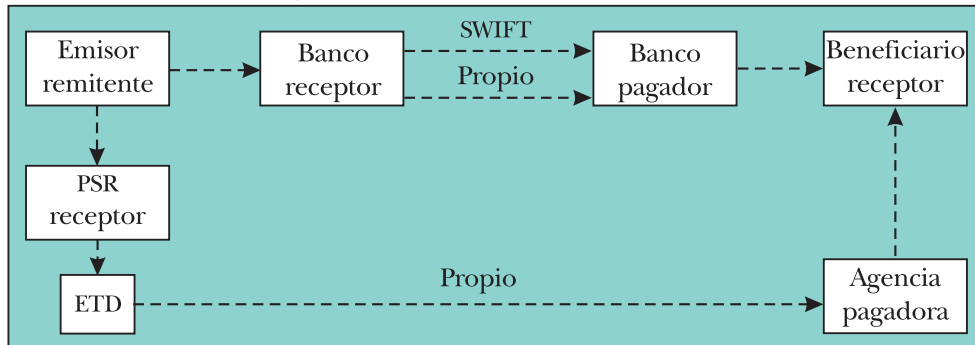 Emisor
remitente
Banco
receptor
SWIFT
Propio
Banco
pagador
Beneficiario
receptor
PSR
receptor
ETD
Propio
Agencia
pagadora